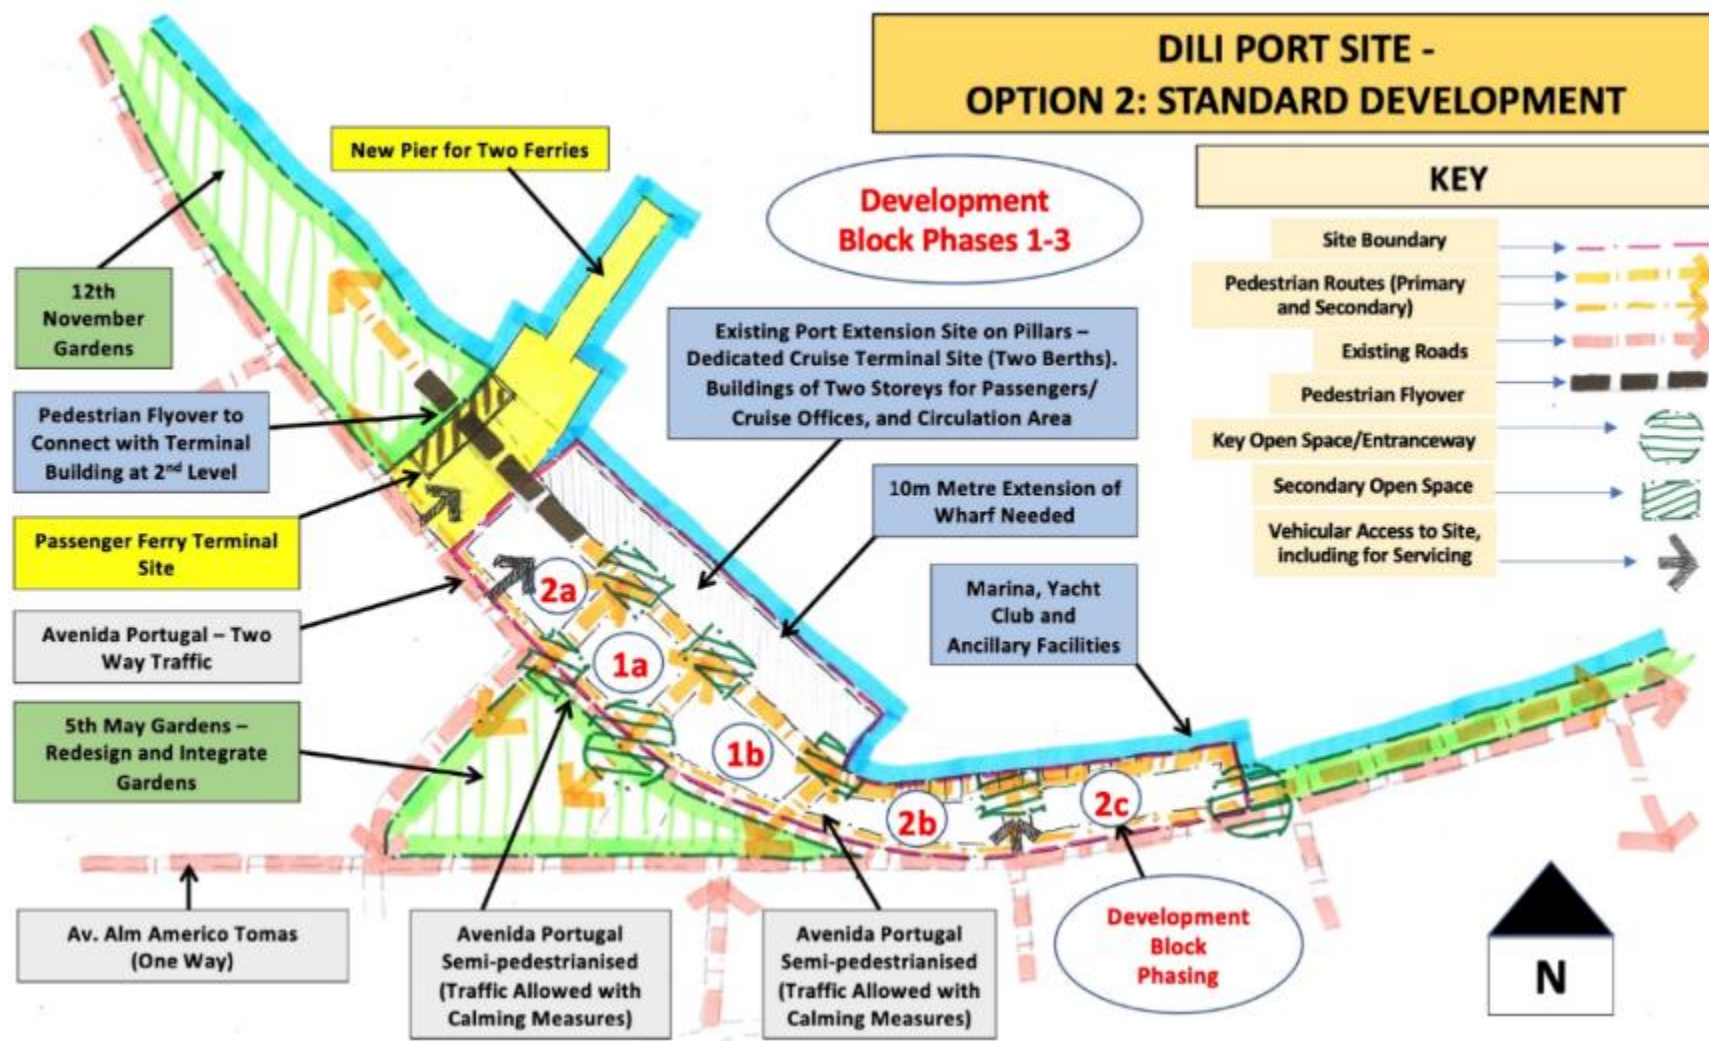 DILI PORT SITE -
OPTION 2: STANDARD DEVELOPMENT
KEY
Site Boundary
Pedestrian Routes (Primary
and Secondary)
Existing Roads
Pedestrian Flyover
Key Open Space/Entranceway
Secondary Open Space
Vehicular Access to Site,
including for Servicing
New Pier for Two Ferries
Development
Block Phases 1-3
12th
November
Gardens
Existing Port Extension Site on Pillars –
Dedicated Cruise Terminal Site (Two Berths).
Buildings of Two Storeys for Passengers/
Cruise Offices, and Circulation Area
Pedestrian Flyover to
Connect with Terminal
Building at 2nd Level
10m Metre Extension of
Wharf Needed
Passenger Ferry Terminal
Site
Marina, Yacht
Club and
Ancillary Facilities
Avenida Portugal – Two
Way Traffic
5th May Gardens –
Redesign and Integrate
Gardens
2a
1a
1b
2b
2c
Av. Alm Americo Tomas
(One Way)
Avenida Portugal
Semi-pedestrianised
(Traffic Allowed with
Calming Measures)
Avenida Portugal
Semi-pedestrianised
(Traffic Allowed with
Calming Measures)
Development
Block
Phasing
N